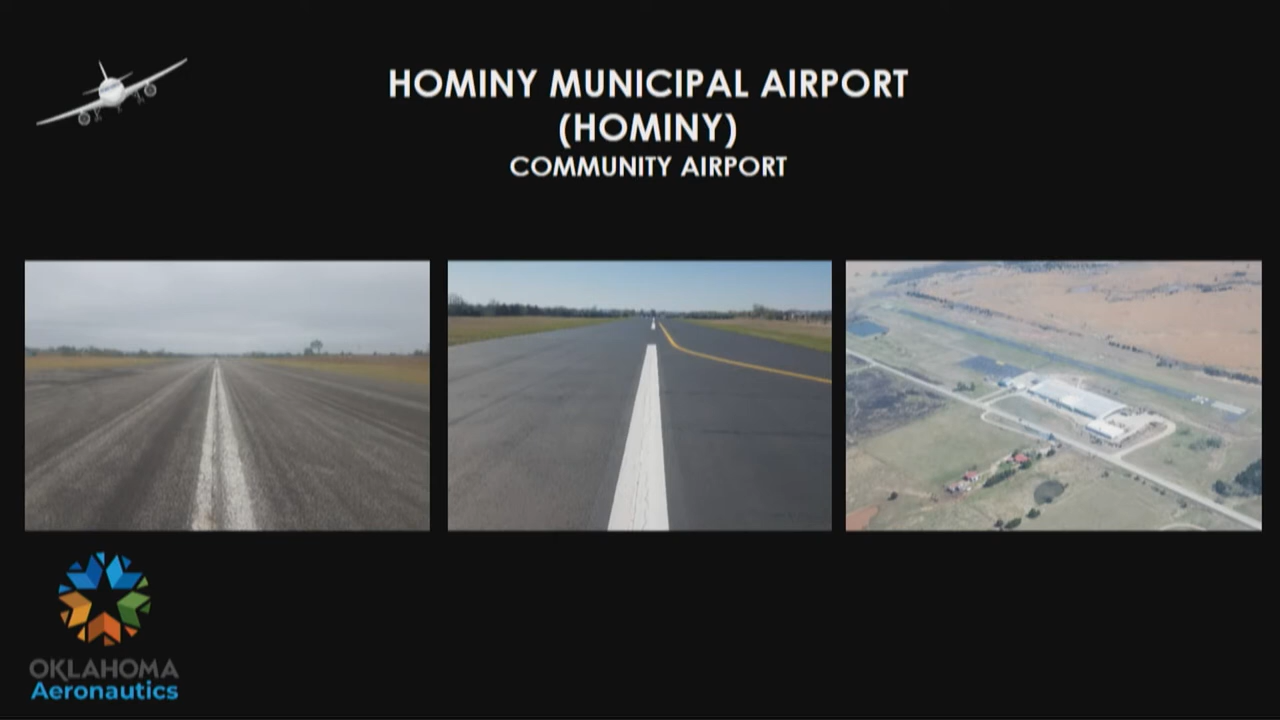 HOMINY MUNICIPAL AIRPORT
(HOMINY)
COMMUNITY AIRPORT
OKLAHOMA
Aeronautics